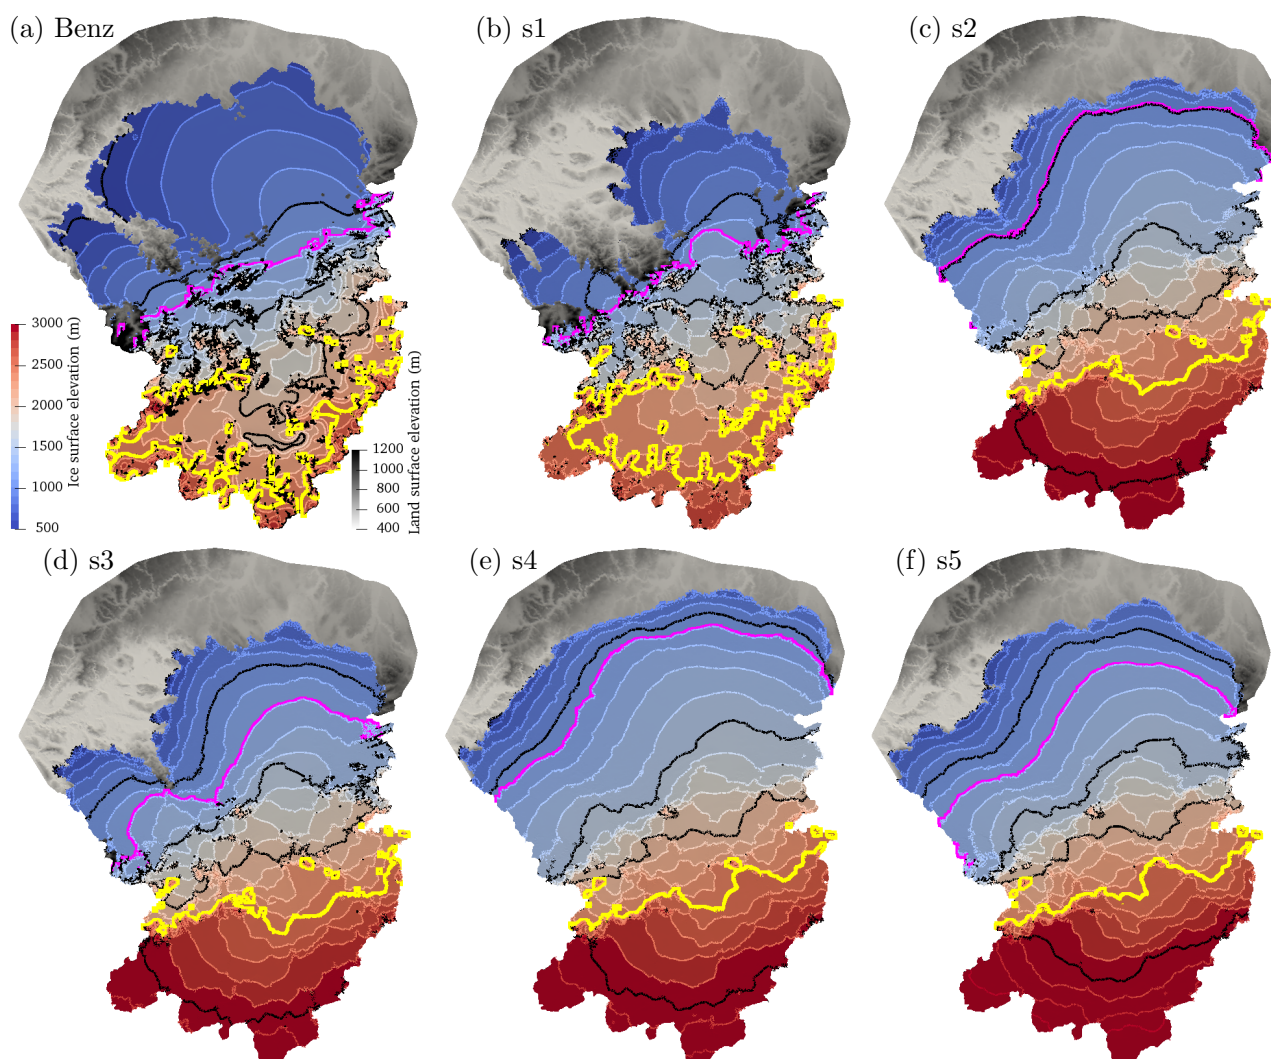 (a) Benz
(b) s1
(c) s2
3000
2500
2000
1500
1000
500
Ice surface elevation (m)
1200
1000
800
600
400
Land surface elevation (m)
(d) s3
(e) s4
(f) s5